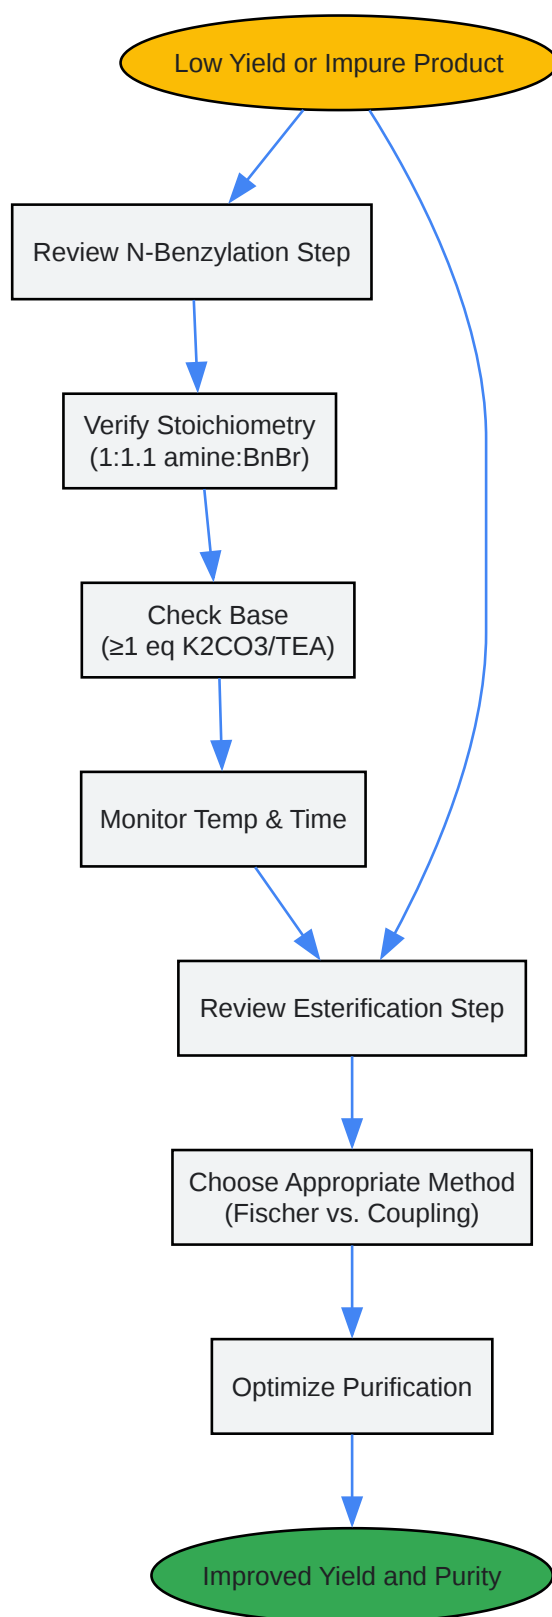 Low Yield or Impure Product
Review N-Benzylation Step
Verify Stoichiometry
(1:1.1 amine:BnBr)
Check Base
(≥1 eq K2CO3/TEA)
Monitor Temp & Time
Review Esterification Step
Choose Appropriate Method
(Fischer vs. Coupling)
Optimize Purification
Improved Yield and Purity